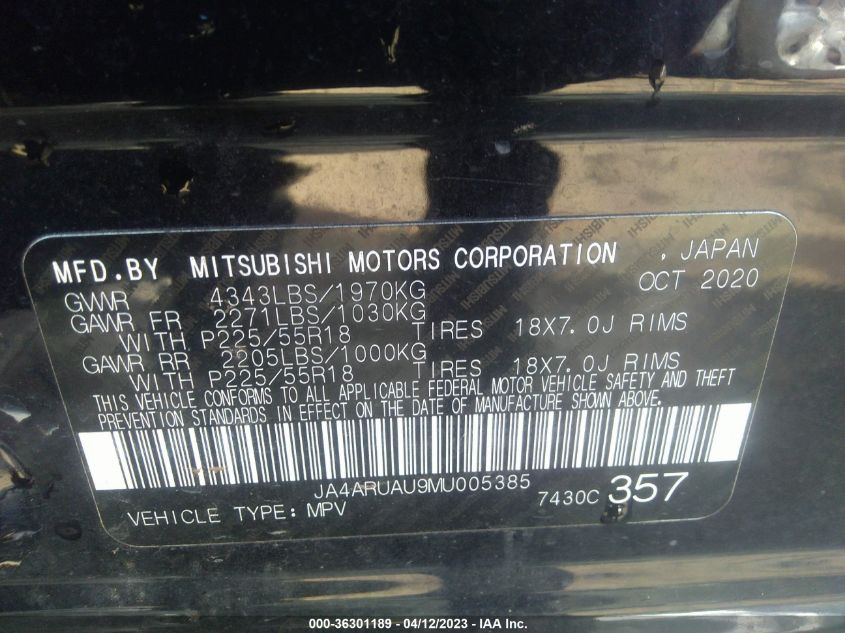 MFD.BY MITSUBISHI MOTORS CORPORATION , JAPAN
GVWR 4343LBS/1970KG OCT 2020
GAWR FR 2271LBS/1030KG
WITH P225/55R18 TIRES 18X7.0J RIMS
GAWR RR 2205LBS/1000KG
WITH P225/55R18 TIRES 18X7.0J RIMS
THIS VEHICLE CONFORMS TO ALL APPLICABLE FEDERAL MOTOR VEHICLE SAFETY AND THEFT
PREVENTION STANDARDS IN EFFECT ON THE DATE OF MANUFACTURE SHOWN ABOVE.
JA4ARUAU9MU005385
VEHICLE TYPE: MPV 7430C 357
000-36301189 - 04/12/2023 - IAA Inc.